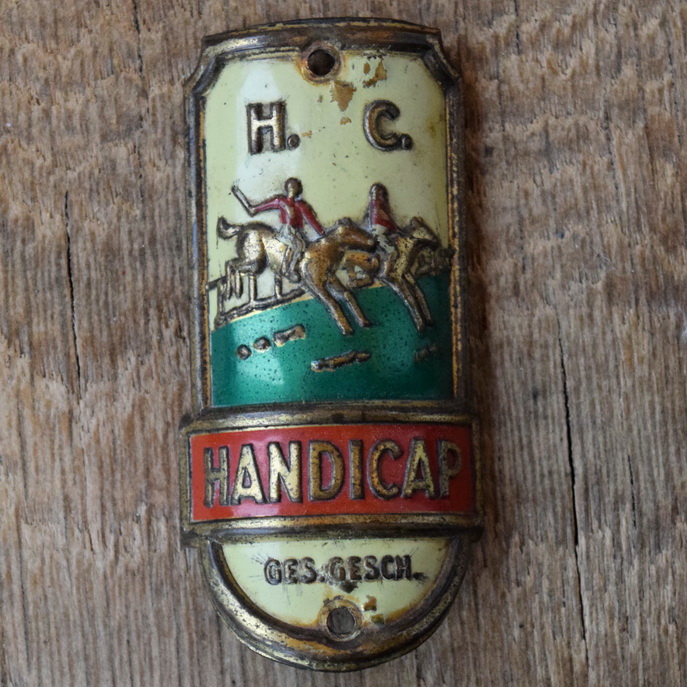 H. C.
HANDICAP
GES. GESCH.